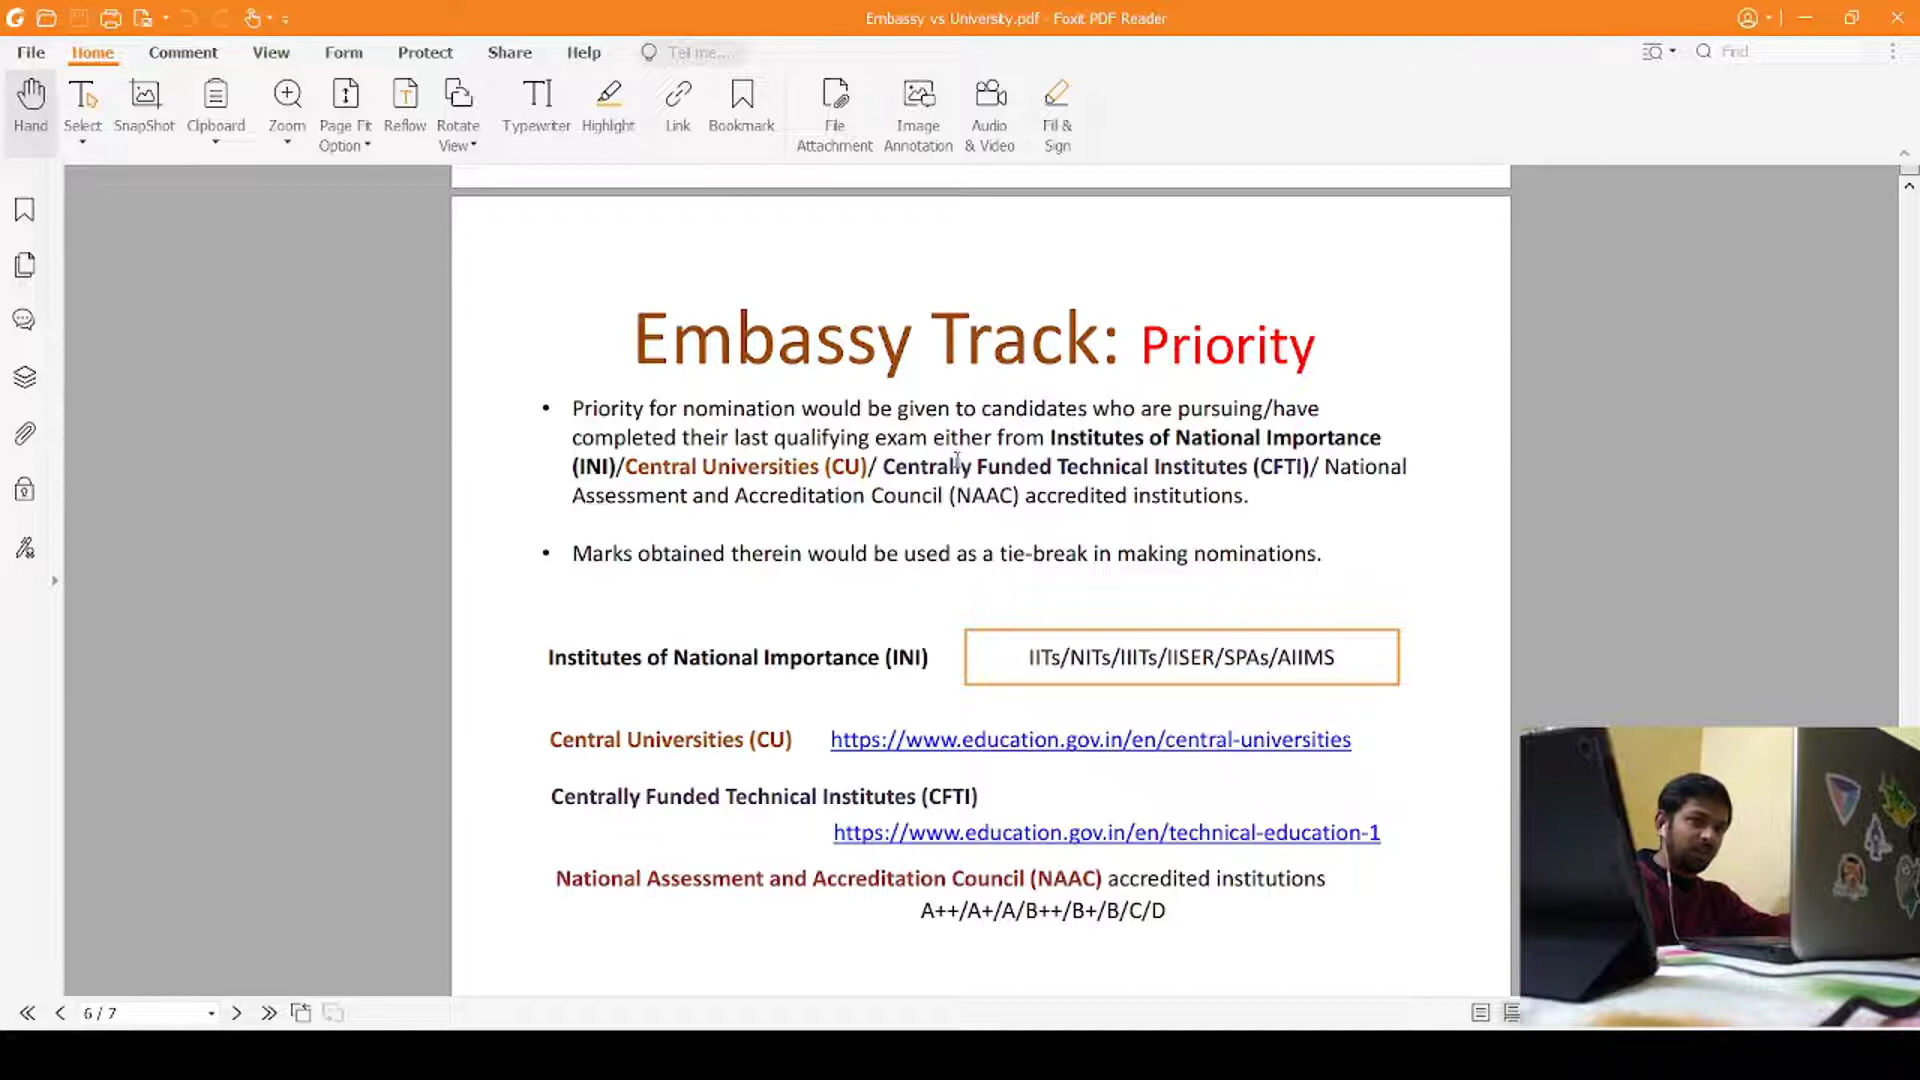 Embassy vs University.pdf - Foxit PDF Reader
File Home Comment View Form Protect Share Help Tell me... Find
Hand Select SnapShot Clipboard Zoom Page Fit Option Reflow Rotate View Typewriter Highlight Link Bookmark File Attachment Image Annotation Audio & Video Fill & Sign
Embassy Track: Priority
• Priority for nomination would be given to candidates who are pursuing/have
completed their last qualifying exam either from Institutes of National Importance
(INI)/Central Universities (CU)/ Centrally Funded Technical Institutes (CFTI)/ National
Assessment and Accreditation Council (NAAC) accredited institutions.
• Marks obtained therein would be used as a tie-break in making nominations.
Institutes of National Importance (INI) IITs/NITs/IIITs/IISER/SPAs/AIIMS
Central Universities (CU) https://www.education.gov.in/en/central-universities
Centrally Funded Technical Institutes (CFTI)
https://www.education.gov.in/en/technical-education-1
National Assessment and Accreditation Council (NAAC) accredited institutions
A++/A+/A/B++/B+/B/C/D
6 / 7